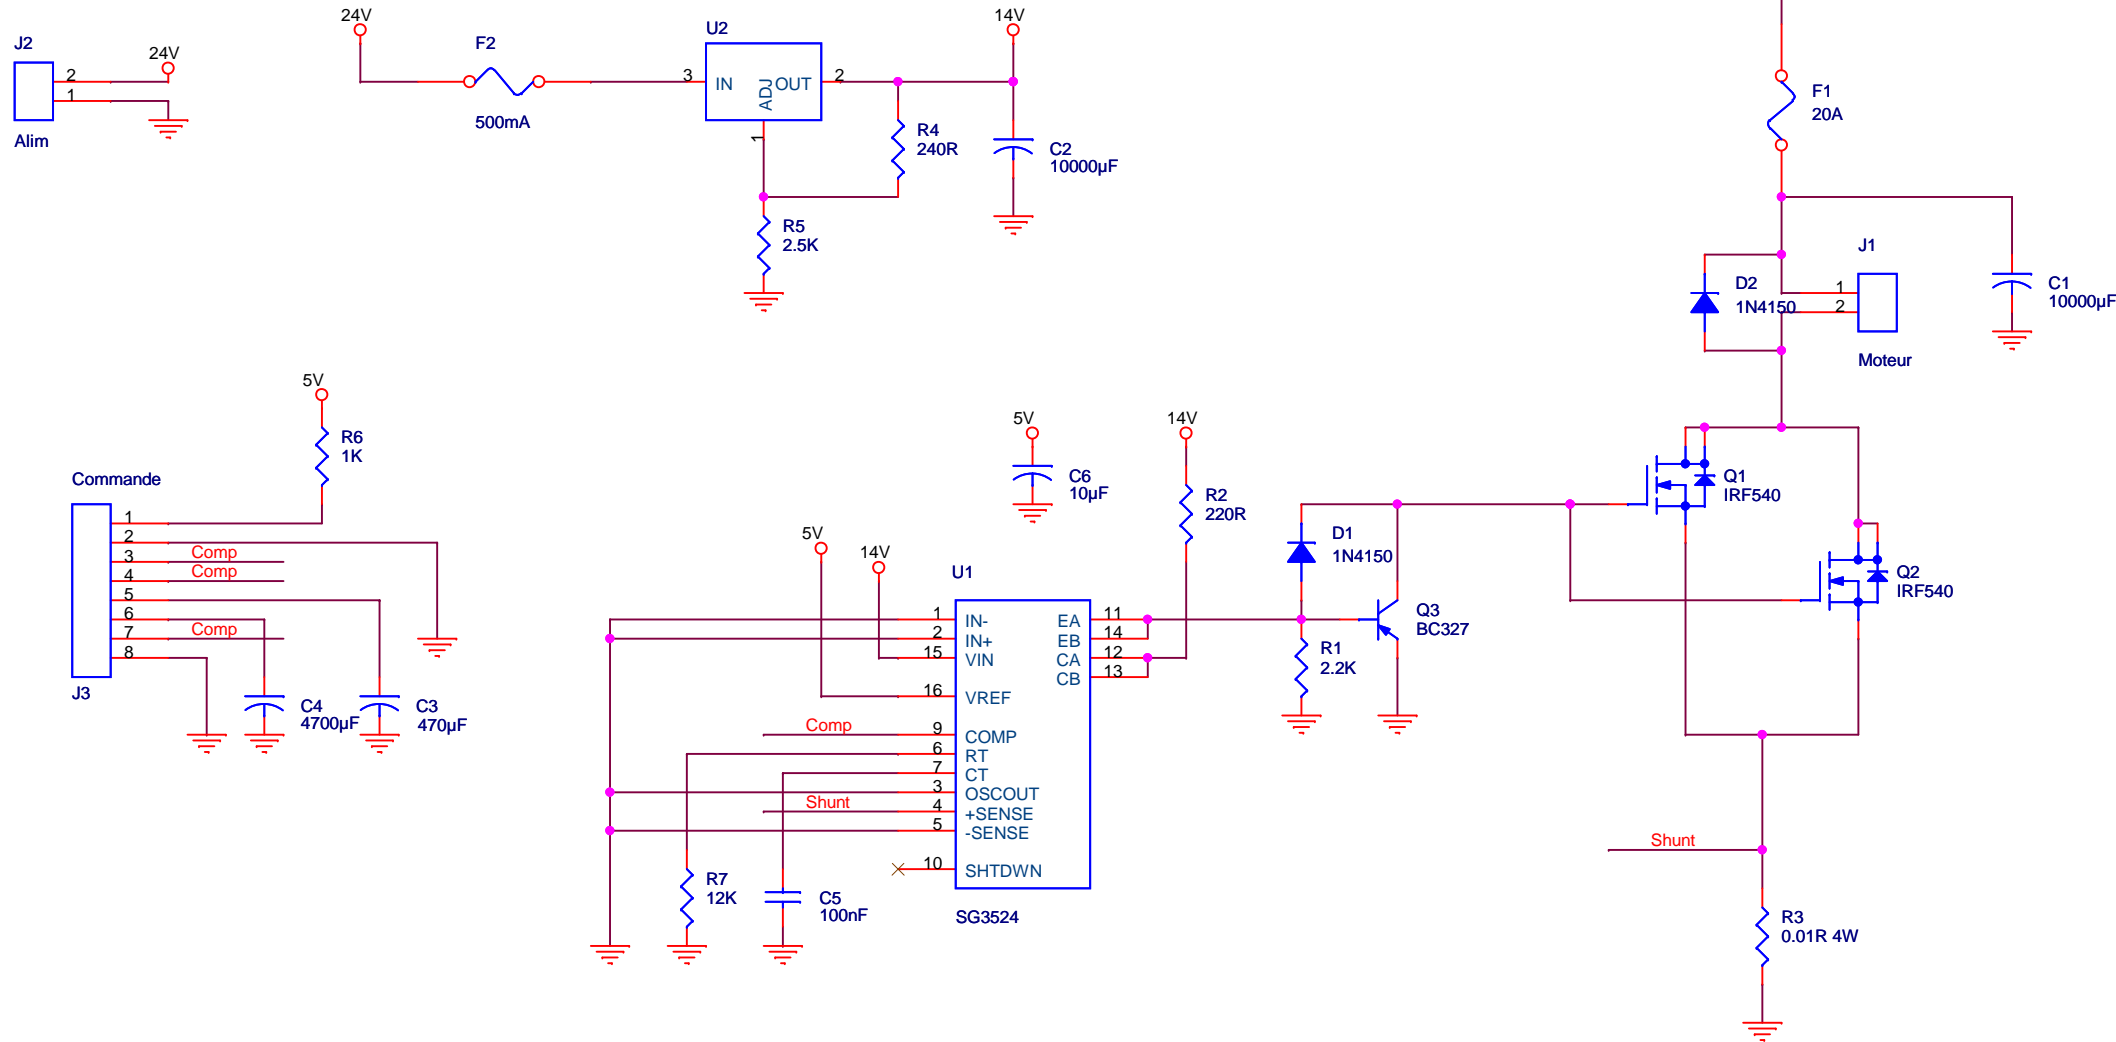 J2
24V
2
1
Alim
24V
F2
500mA
U2
3
IN
ADJ
OUT
2
1
14V
R4
240R
C2
10000µF
R5
2.5K
F1
20A
J1
D2
1N4150
1
2
Moteur
C1
10000µF
5V
R6
1K
Commande
1
2
3
Comp
4
Comp
5
6
7
Comp
8
J3
C4
4700µF
C3
470µF
5V
C6
10µF
14V
R2
220R
5V
14V
U1
1
IN-
2
IN+
15
VIN
16
VREF
Comp
9
COMP
6
RT
7
CT
3
OSCOUT
Shunt
4
+SENSE
5
-SENSE
10
SHTDWN
11
EA
14
EB
12
CA
13
CB
SG3524
R7
12K
C5
100nF
D1
1N4150
Q3
BC327
R1
2.2K
Q1
IRF540
Q2
IRF540
Shunt
R3
0.01R 4W